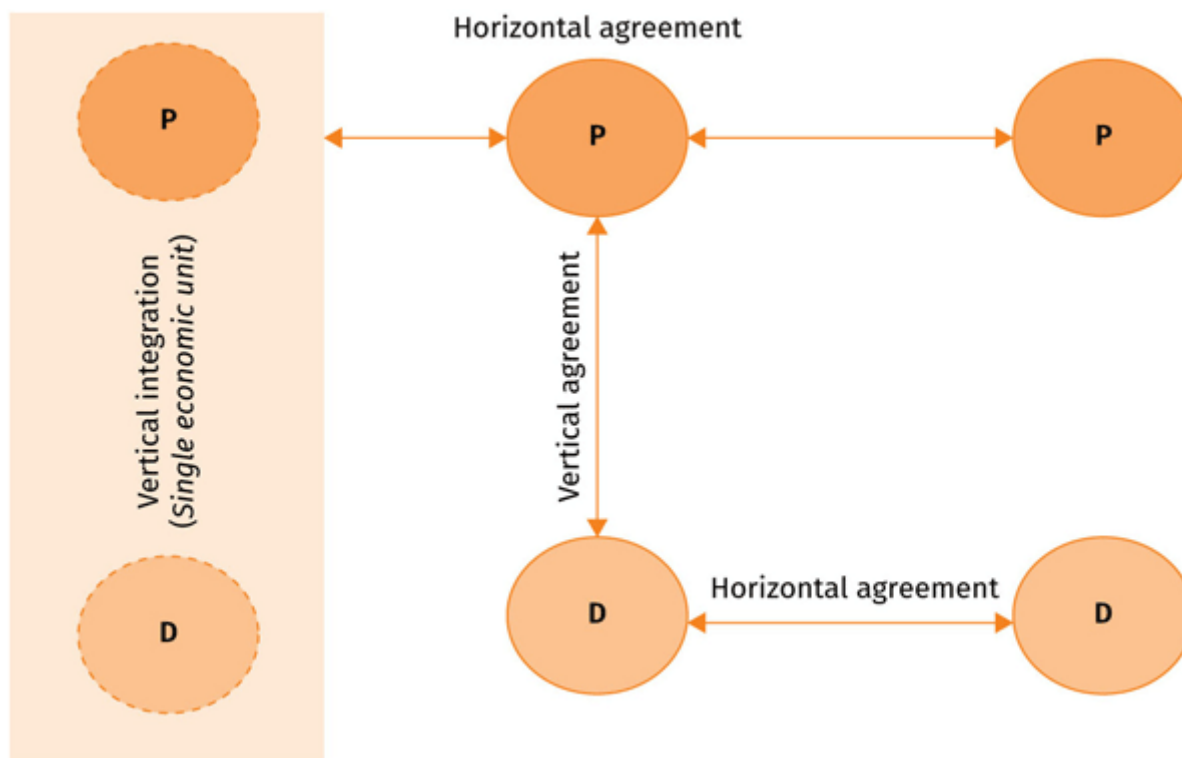 Horizontal agreement
P
P
P
Vertical integration
(Single economic unit)
Vertical agreement
Horizontal agreement
D
D
D